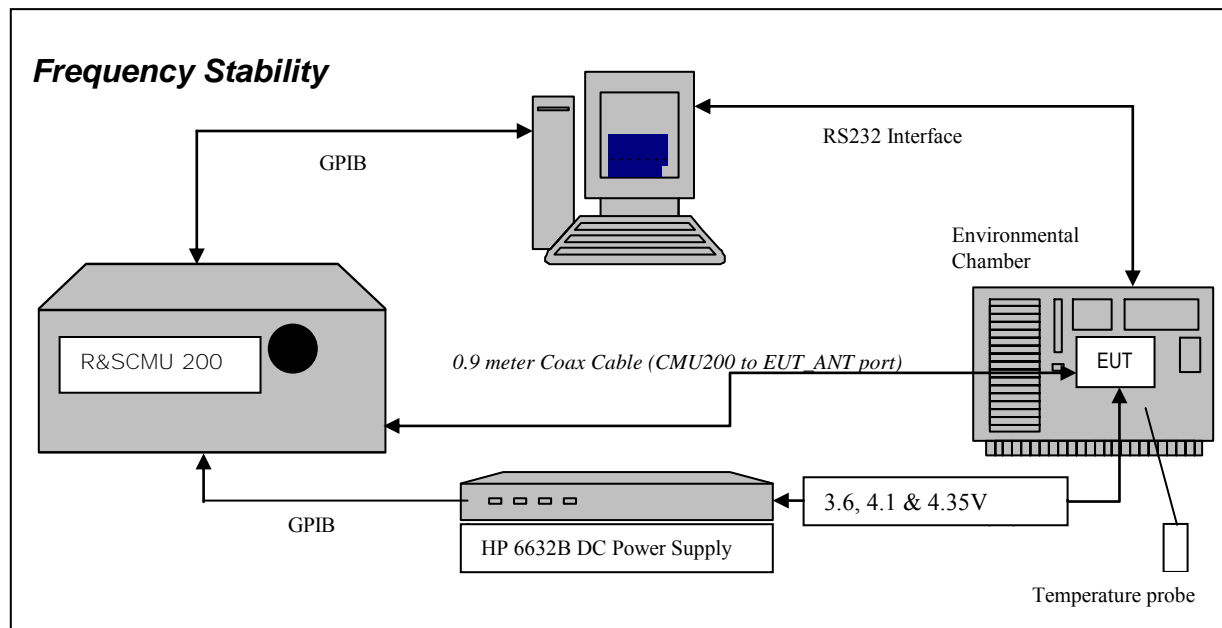 Frequency Stability
GPIB
RS232 Interface
Environmental
Chamber
R&SCMU 200
0.9 meter Coax Cable (CMU200 to EUT_ANT port)
EUT
3.6, 4.1 & 4.35V
GPIB
HP 6632B DC Power Supply
Temperature probe